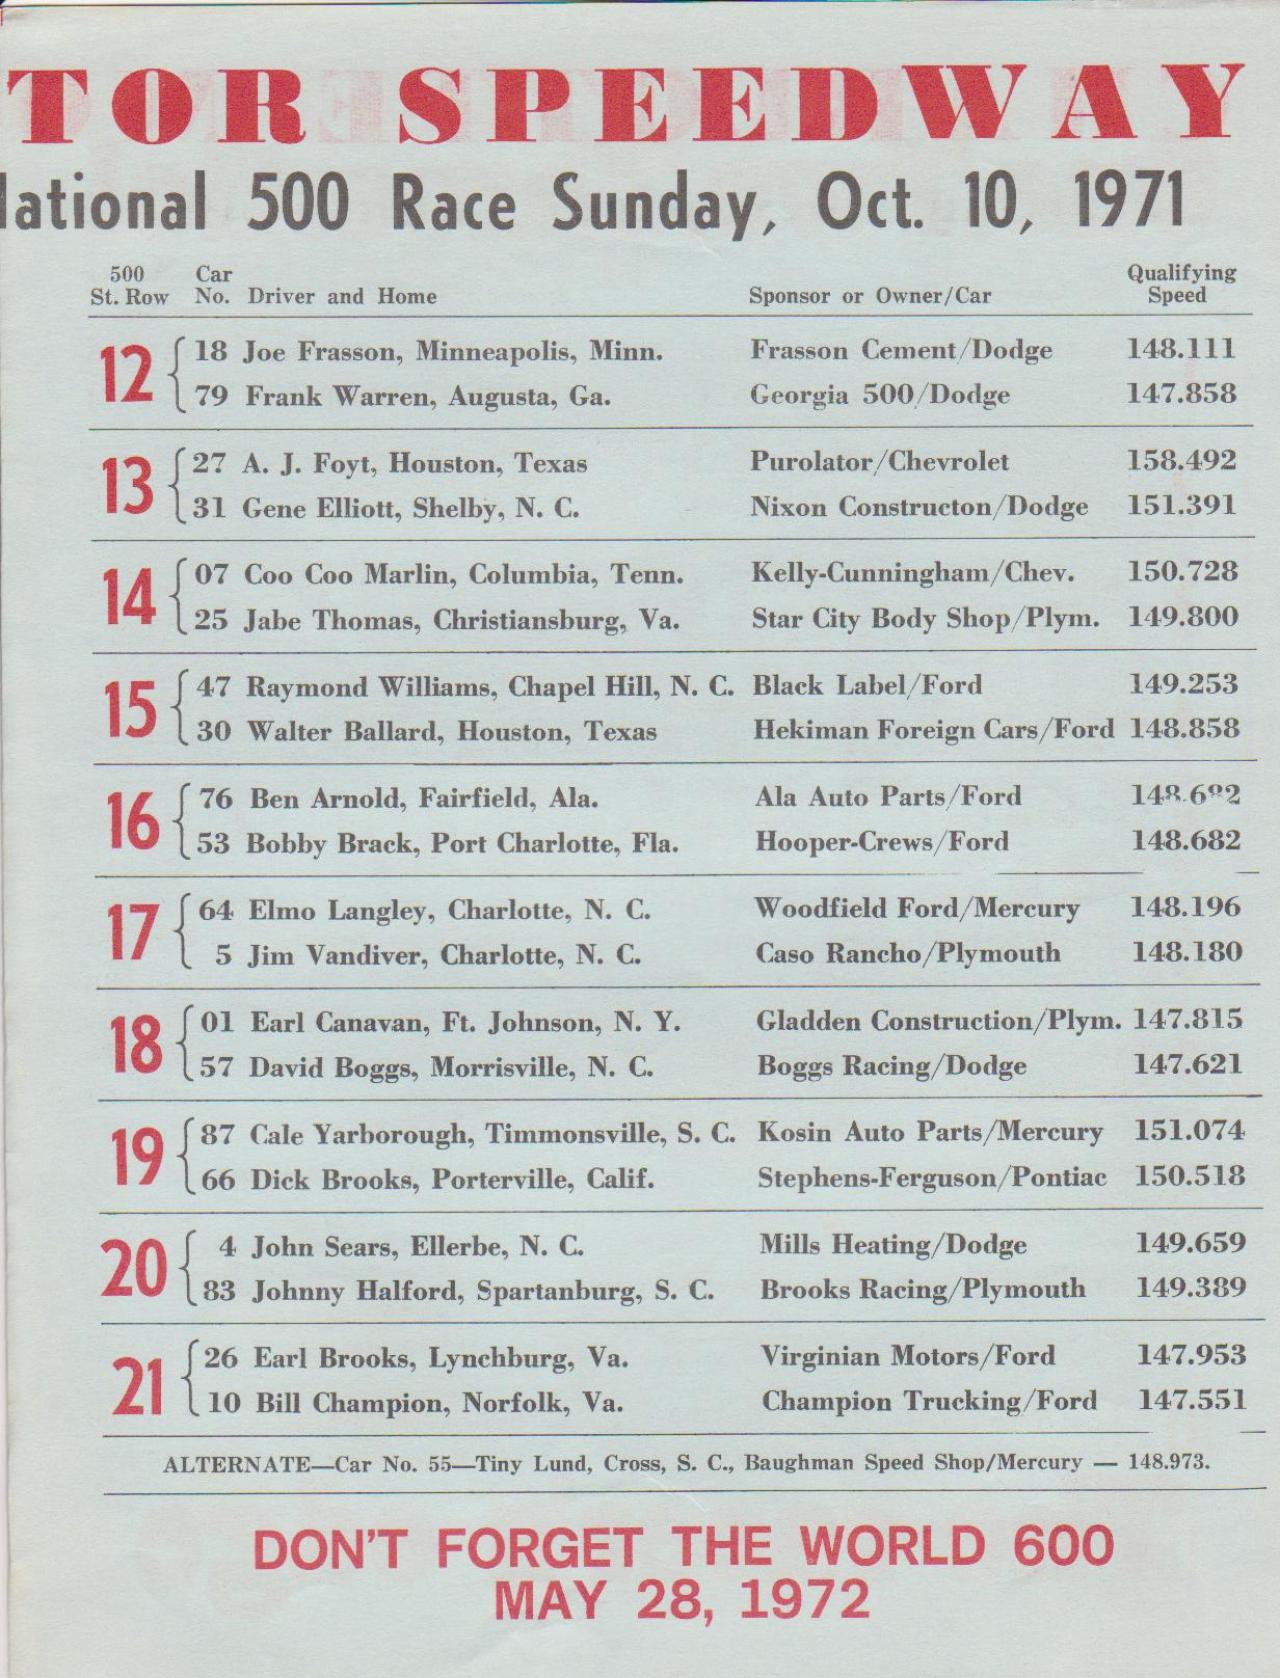 TOR SPEEDWAY
National 500 Race Sunday, Oct. 10, 1971
500 St. Row Car No. Driver and Home Sponsor or Owner/Car Qualifying Speed
12 18 Joe Frasson, Minneapolis, Minn. Frasson Cement/Dodge 148.111
79 Frank Warren, Augusta, Ga. Georgia 500/Dodge 147.858
13 27 A. J. Foyt, Houston, Texas Purolator/Chevrolet 158.492
31 Gene Elliott, Shelby, N. C. Nixon Constructon/Dodge 151.391
14 07 Coo Coo Marlin, Columbia, Tenn. Kelly-Cunningham/Chev. 150.728
25 Jabe Thomas, Christiansburg, Va. Star City Body Shop/Plym. 149.800
15 47 Raymond Williams, Chapel Hill, N. C. Black Label/Ford 149.253
30 Walter Ballard, Houston, Texas Hekiman Foreign Cars/Ford 148.858
16 76 Ben Arnold, Fairfield, Ala. Ala Auto Parts/Ford 148.682
53 Bobby Brack, Port Charlotte, Fla. Hooper-Crews/Ford 148.682
17 64 Elmo Langley, Charlotte, N. C. Woodfield Ford/Mercury 148.196
5 Jim Vandiver, Charlotte, N. C. Caso Rancho/Plymouth 148.180
18 01 Earl Canavan, Ft. Johnson, N. Y. Gladden Construction/Plym. 147.815
57 David Boggs, Morrisville, N. C. Boggs Racing/Dodge 147.621
19 87 Cale Yarborough, Timmonsville, S. C. Kosin Auto Parts/Mercury 151.074
66 Dick Brooks, Porterville, Calif. Stephens-Ferguson/Pontiac 150.518
20 4 John Sears, Ellerbe, N. C. Mills Heating/Dodge 149.659
83 Johnny Halford, Spartanburg, S. C. Brooks Racing/Plymouth 149.389
21 26 Earl Brooks, Lynchburg, Va. Virginian Motors/Ford 147.953
10 Bill Champion, Norfolk, Va. Champion Trucking/Ford 147.551
ALTERNATE—Car No. 55—Tiny Lund, Cross, S. C., Baughman Speed Shop/Mercury — 148.973.
DON'T FORGET THE WORLD 600
MAY 28, 1972